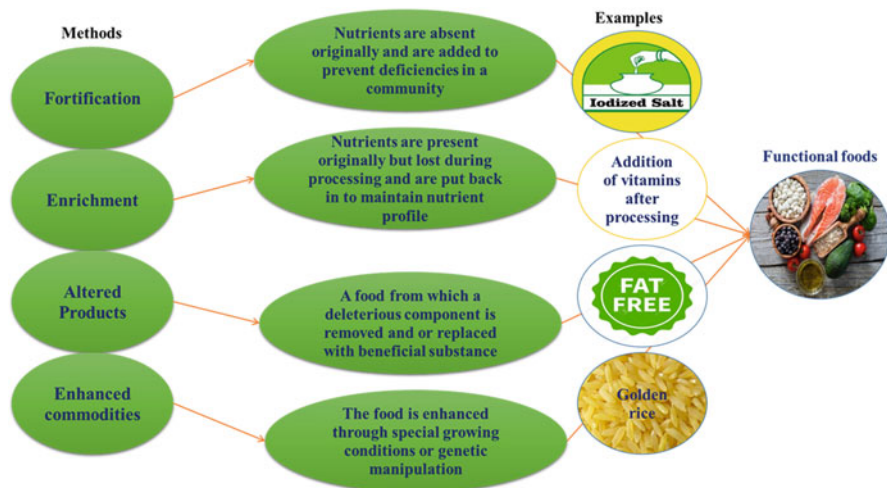 Methods
Examples
Fortification
Nutrients are absent
originally and are added to
prevent deficiencies in a
community
Iodized Salt
Enrichment
Nutrients are present
originally but lost during
processing and are put back
in to maintain nutrient
profile
Addition
of vitamins
after
processing
Functional foods
Altered
Products
A food from which a
deleterious component is
removed and or replaced
with beneficial substance
FAT
FREE
Enhanced
commodities
The food is enhanced
through special growing
conditions or genetic
manipulation
Golden
rice